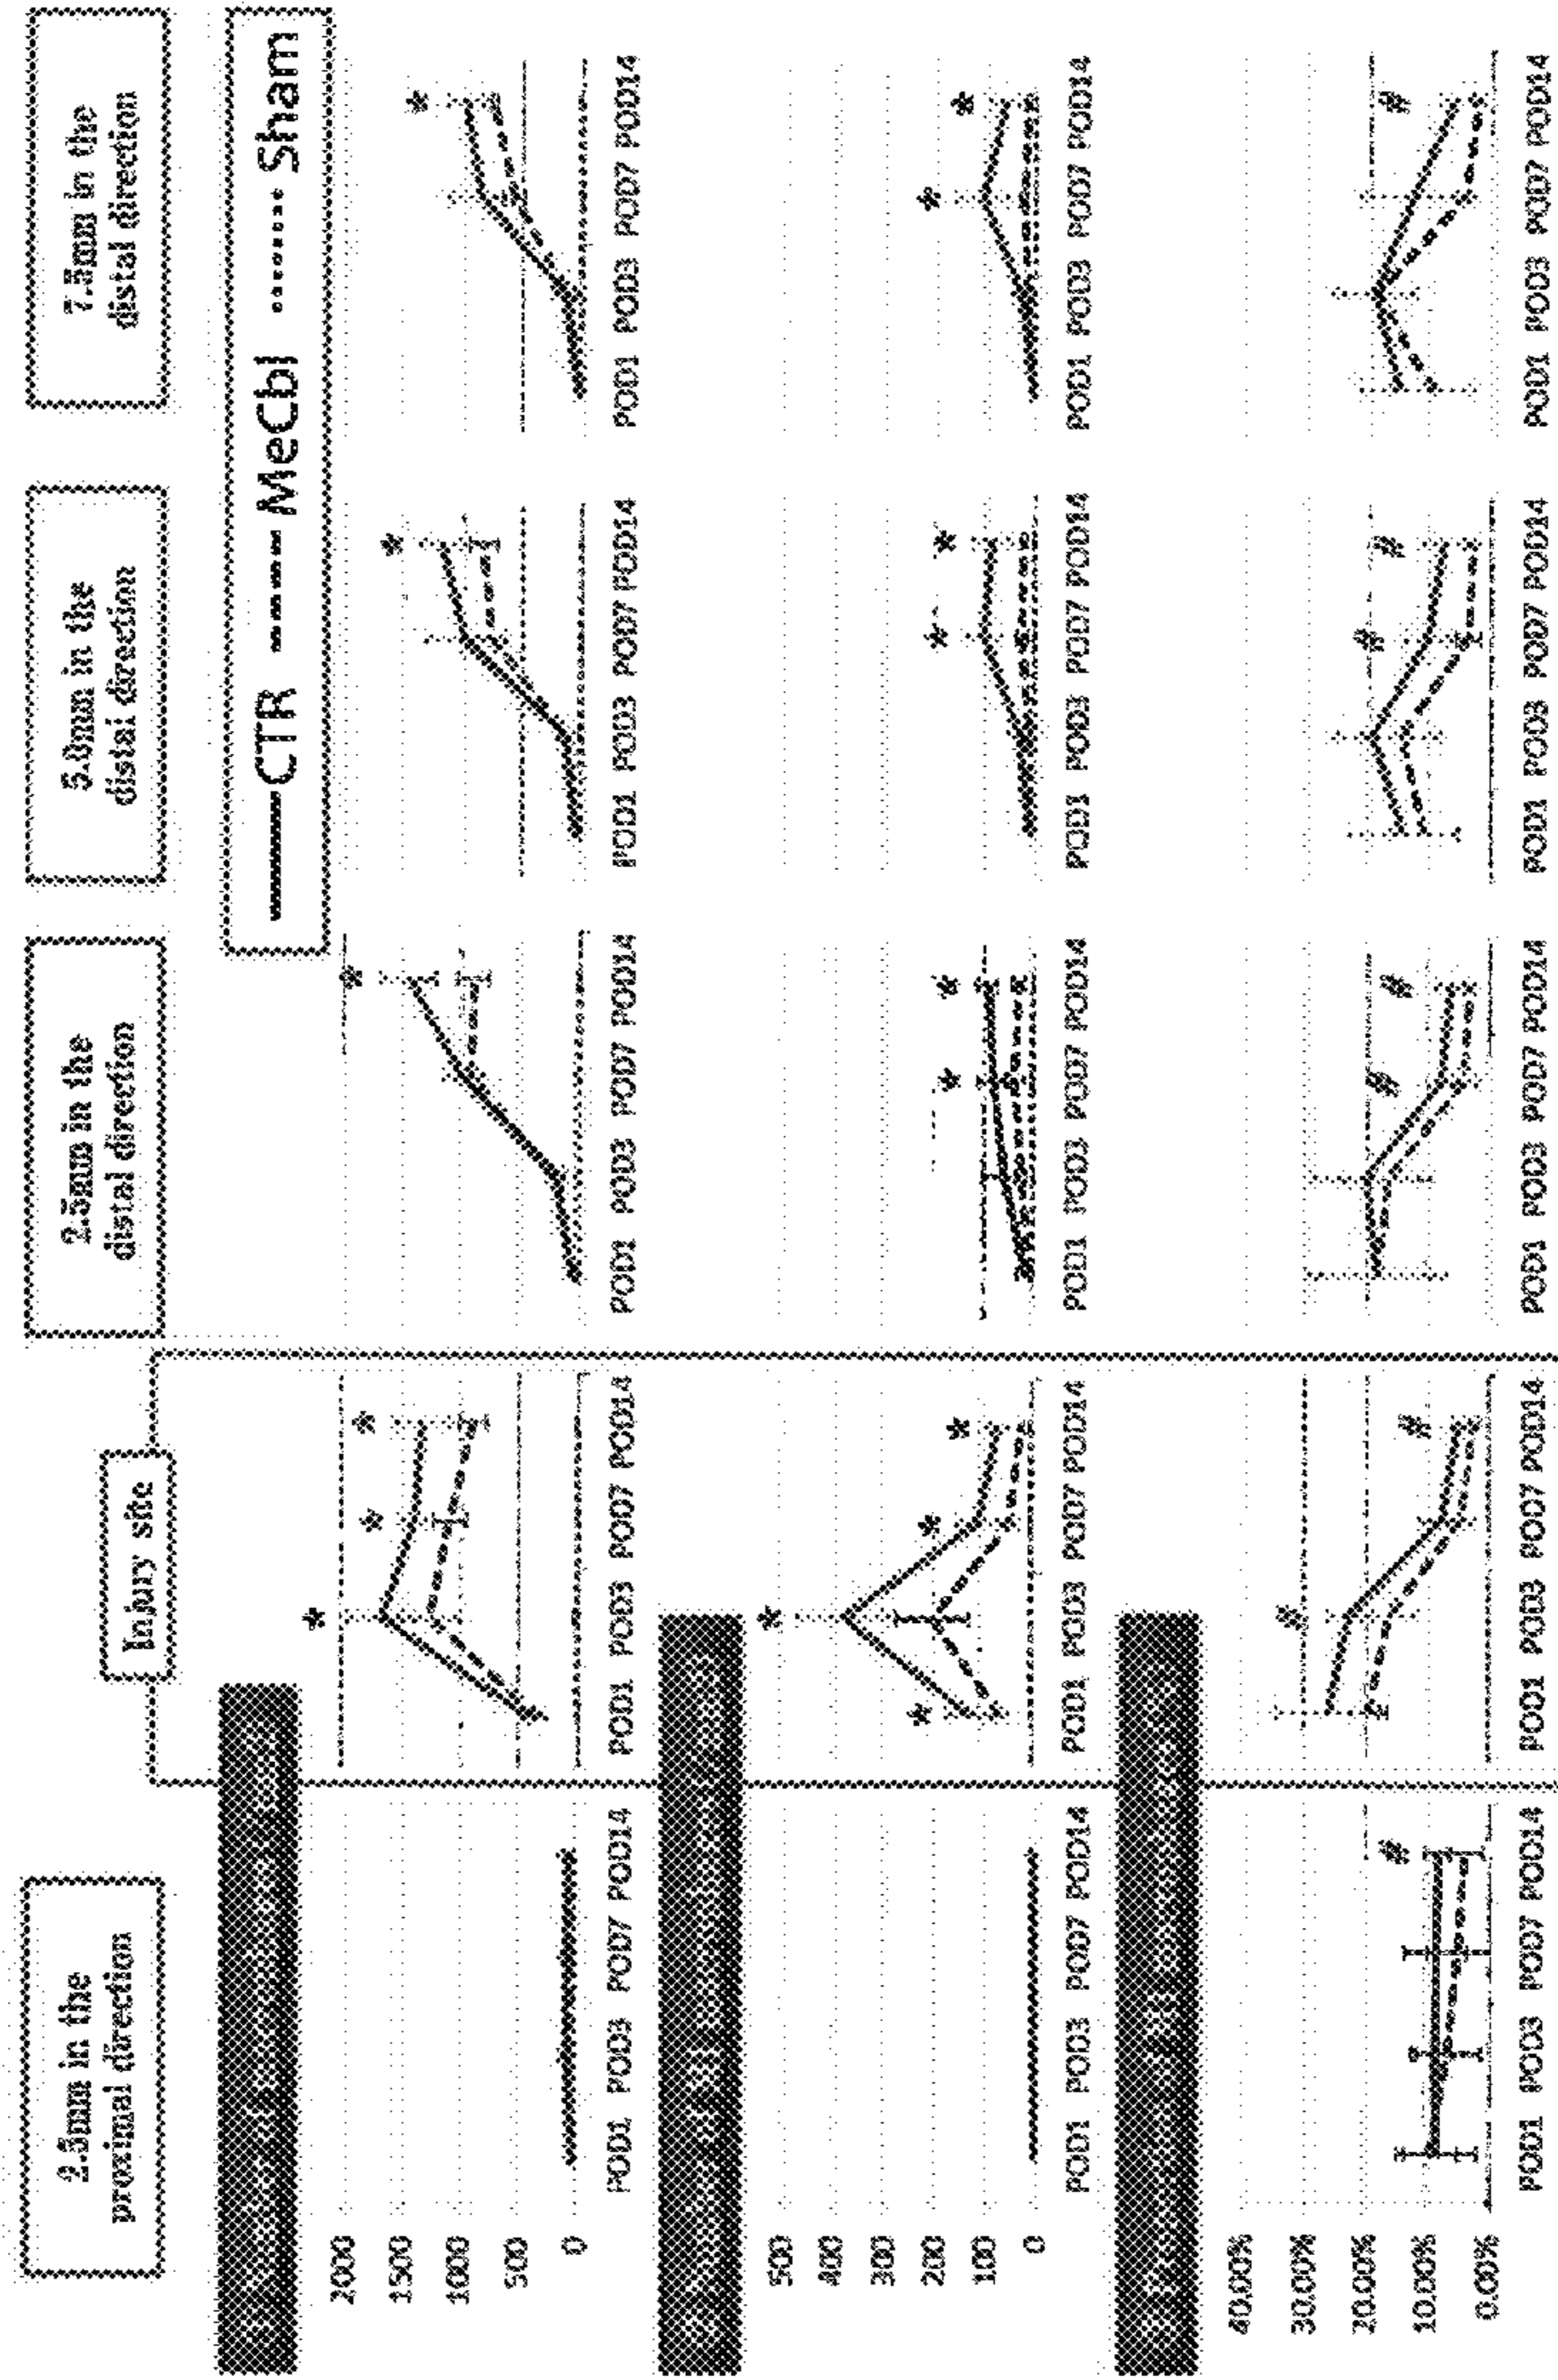 2.5mm in the
proximal direction
Injury site
2.5mm in the
distal direction
5.0mm in the
distal direction
7.5mm in the
distal direction
CTR MeCbl Sham
2000
1500
1000
500
0
POD1 POD3 POD7 POD14
POD1 POD3 POD7 POD14
POD1 POD3 POD7 POD14
POD1 POD3 POD7 POD14
POD1 POD3 POD7 POD14
* * *
*
*
*
500
400
300
200
100
0
POD1 POD3 POD7 POD14
POD1 POD3 POD7 POD14
POD1 POD3 POD7 POD14
POD1 POD3 POD7 POD14
POD1 POD3 POD7 POD14
* * * *
* *
* *
* *
40.00%
30.00%
20.00%
10.00%
0.00%
POD1 POD3 POD7 POD14
POD1 POD3 POD7 POD14
POD1 POD3 POD7 POD14
POD1 POD3 POD7 POD14
POD1 POD3 POD7 POD14
#
# #
# #
# #
#